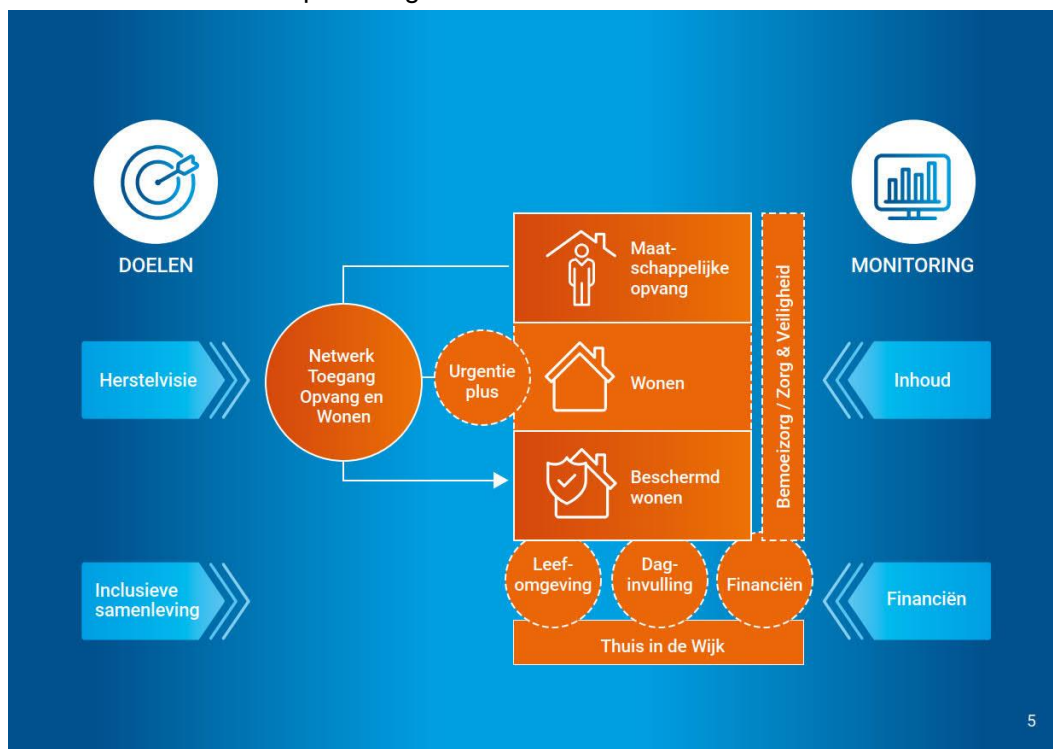 DOELEN
MONITORING
Herstelvisie
Inclusieve
samenleving
Netwerk
Toegang
Opvang en
Wonen
Urgentie
plus
Maat-
schappelijke
opvang
Wonen
Beschermd
wonen
Bemoeizorg / Zorg & Veiligheid
Leef-
omgeving
Dag-
invulling
Financiën
Thuis in de Wijk
Inhoud
Financiën
5